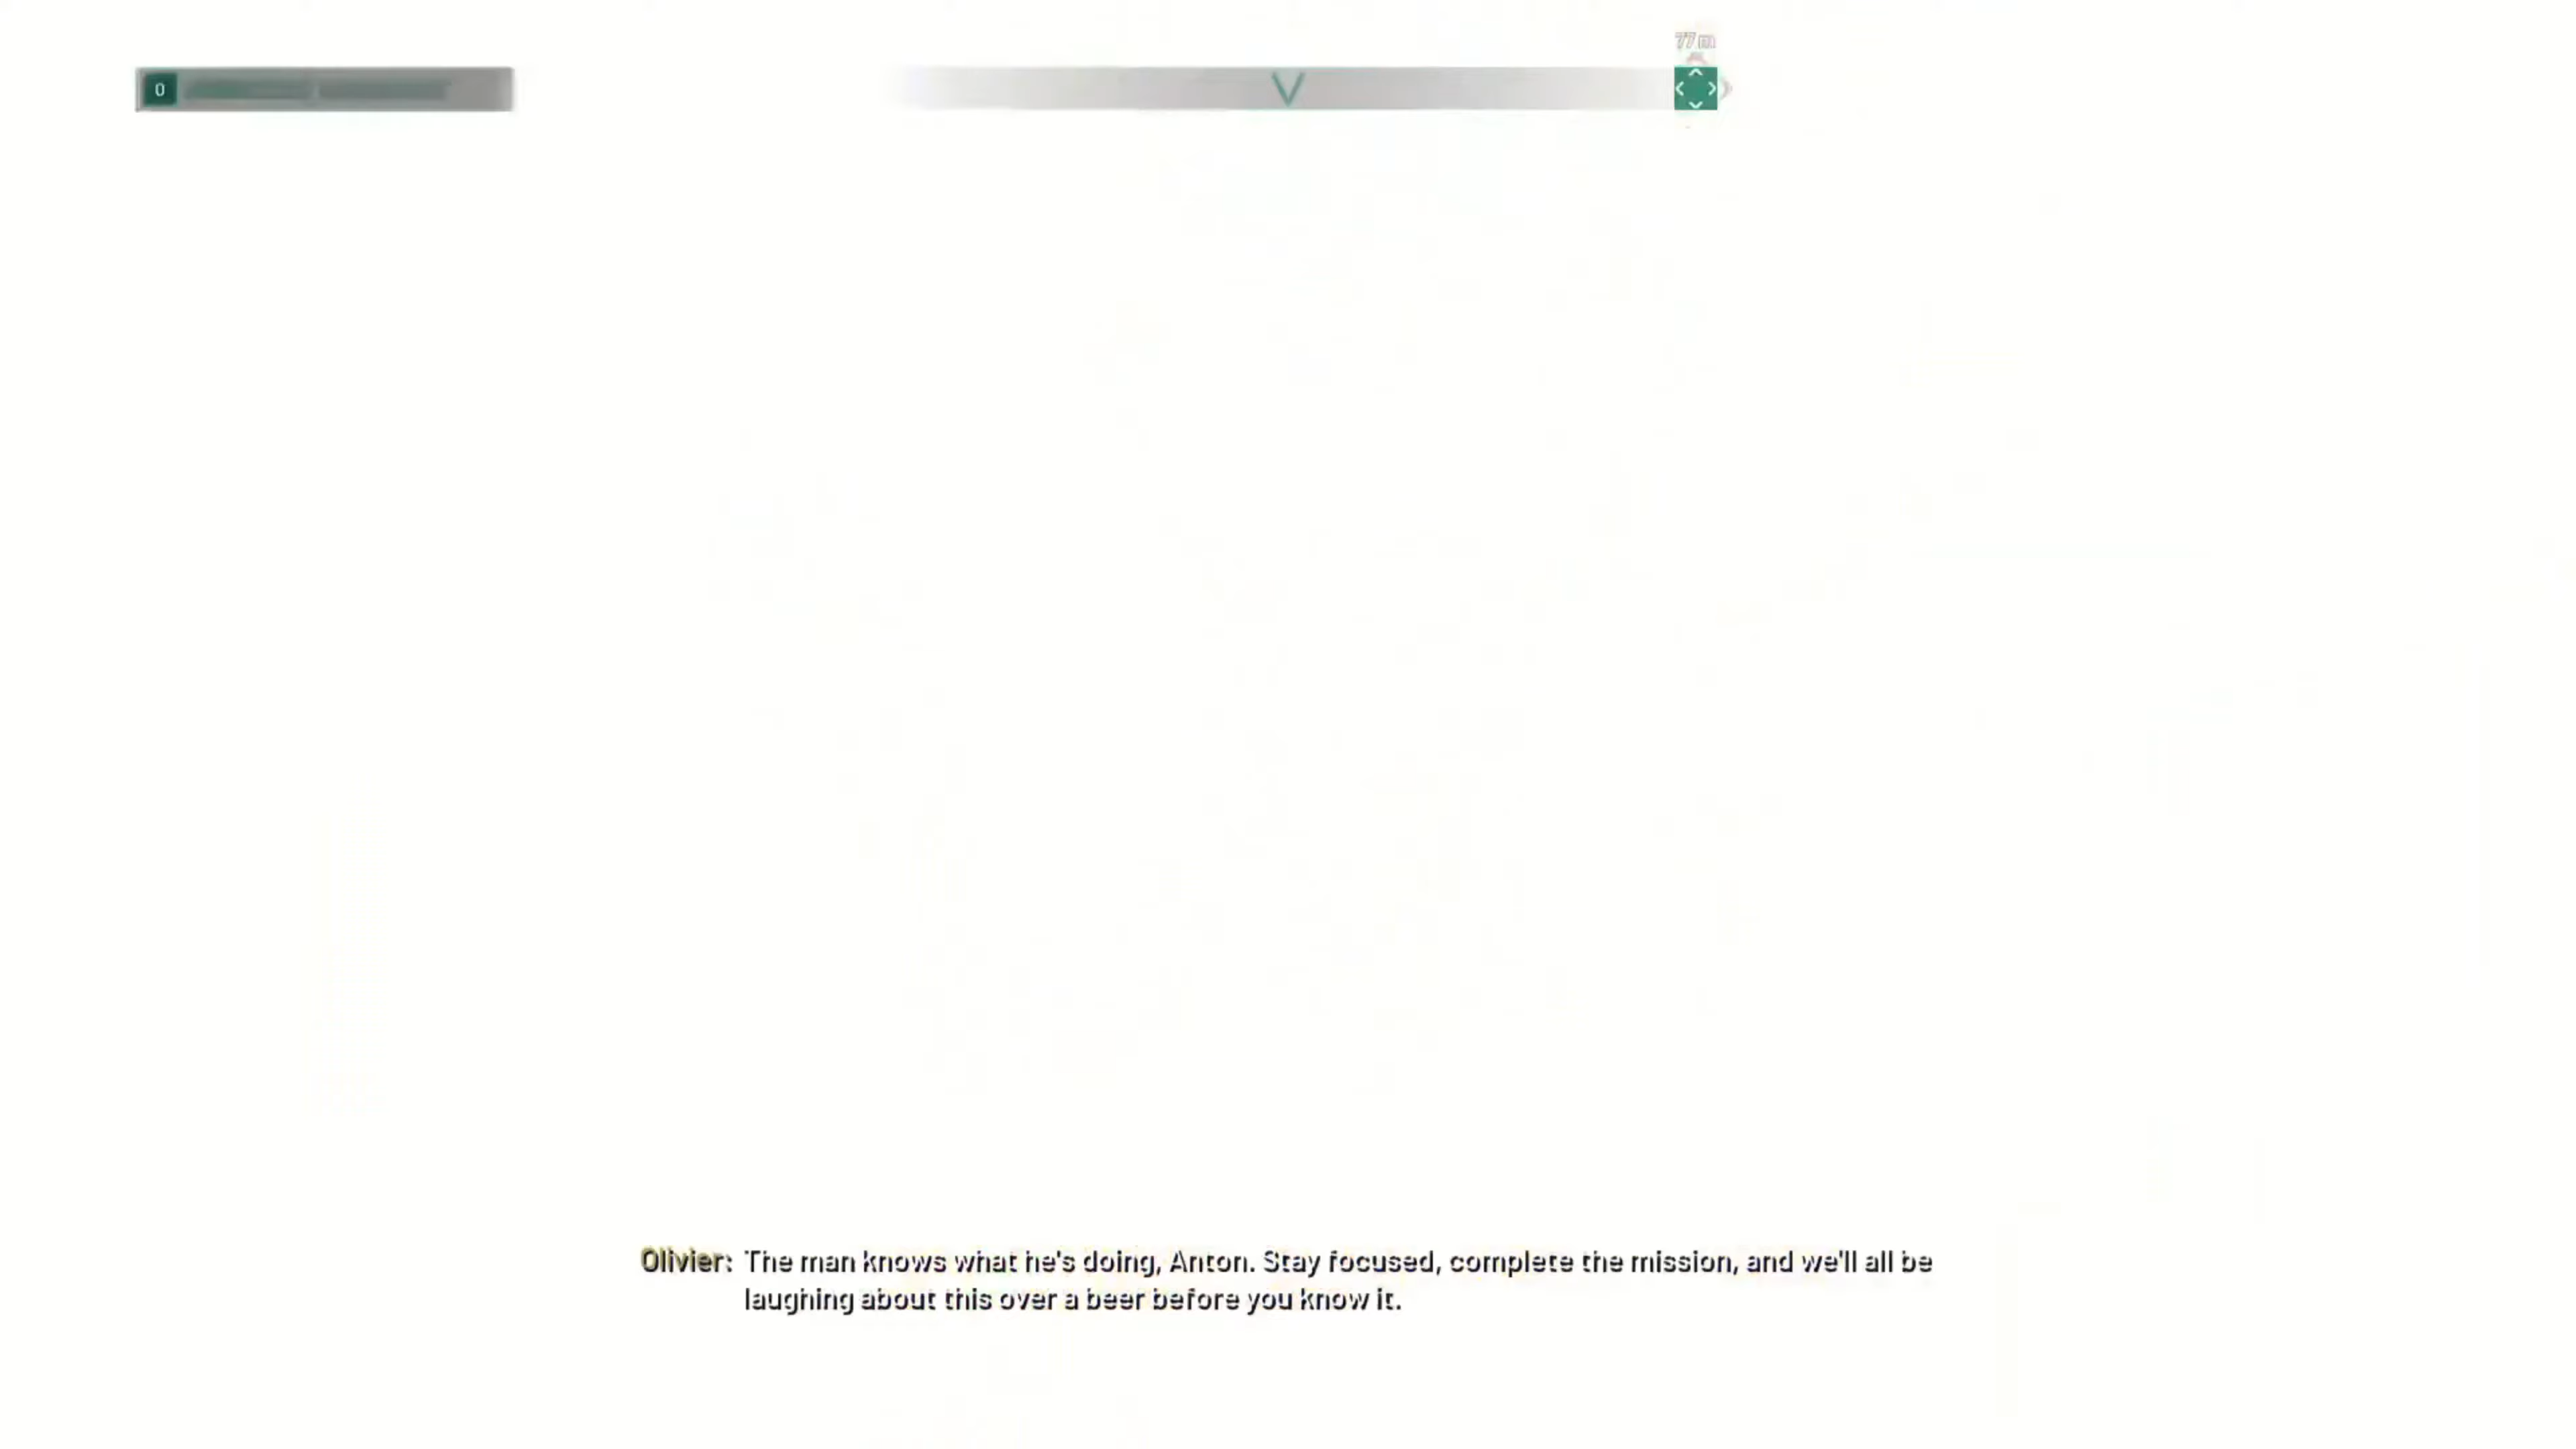 77m
0
Olivier: The man knows what he's doing, Anton. Stay focused, complete the mission, and we'll all be
laughing about this over a beer before you know it.